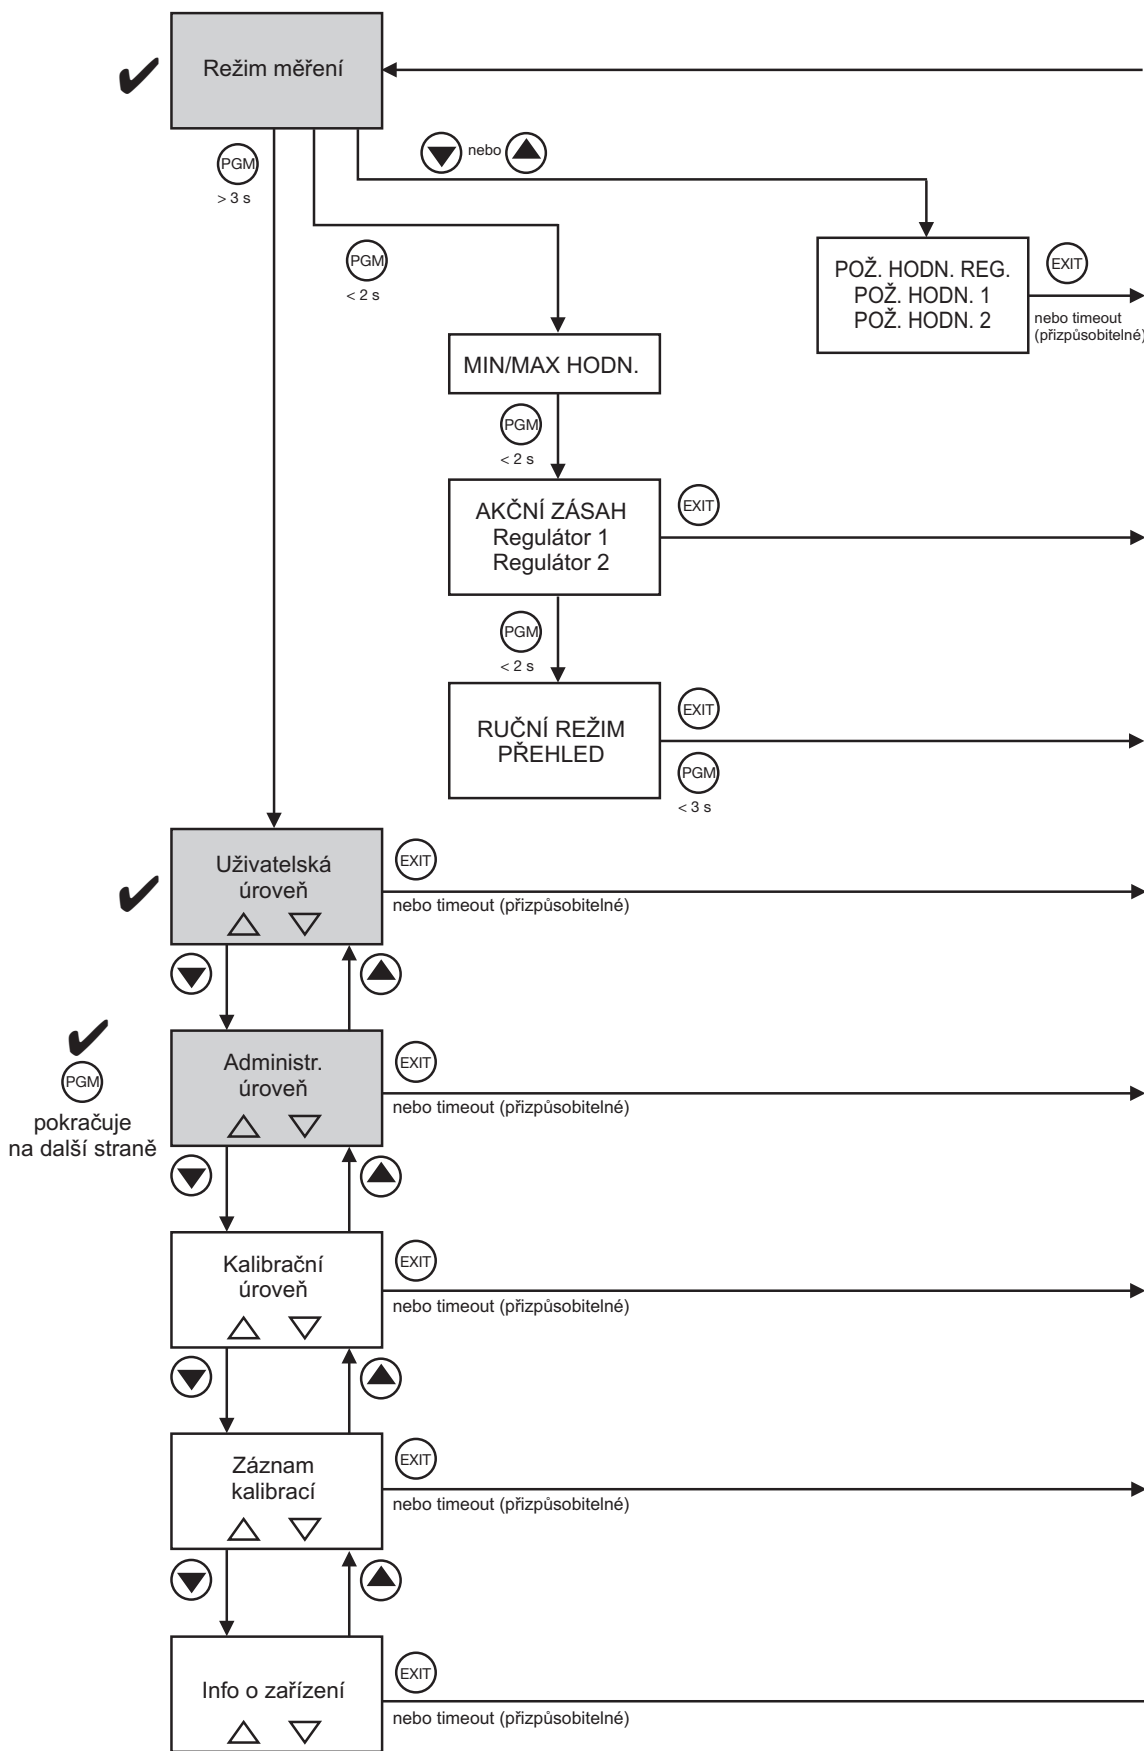 Režim měření
PGM
> 3 s
nebo
PGM
< 2 s
POŽ. HODN. REG.
POŽ. HODN. 1
POŽ. HODN. 2
EXIT
nebo timeout
(přizpůsobitelné)
MIN/MAX HODN.
PGM
< 2 s
AKČNÍ ZÁSAH
Regulátor 1
Regulátor 2
EXIT
PGM
< 2 s
RUČNÍ REŽIM
PŘEHLED
EXIT
PGM
< 3 s
Uživatelská
úroveň
EXIT
nebo timeout (přizpůsobitelné)
PGM
pokračuje
na další straně
Administr.
úroveň
EXIT
nebo timeout (přizpůsobitelné)
Kalibrační
úroveň
EXIT
nebo timeout (přizpůsobitelné)
Záznam
kalibrací
EXIT
nebo timeout (přizpůsobitelné)
Info o zařízení
EXIT
nebo timeout (přizpůsobitelné)